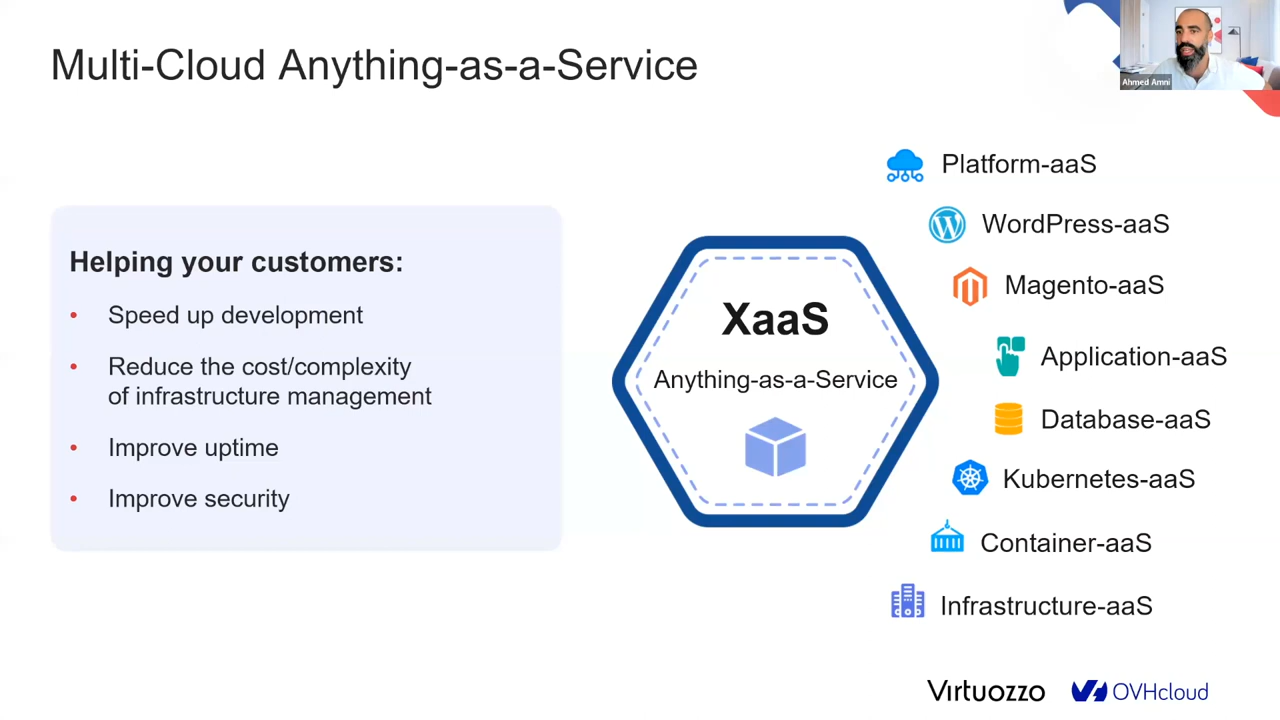 Multi-Cloud Anything-as-a-Service
Ahmed Amni
Helping your customers:
• Speed up development
• Reduce the cost/complexity
of infrastructure management
• Improve uptime
• Improve security
XaaS
Anything-as-a-Service
Platform-aaS
WordPress-aaS
Magento-aaS
Application-aaS
Database-aaS
Kubernetes-aaS
Container-aaS
Infrastructure-aaS
Virtuozzo
OVHcloud